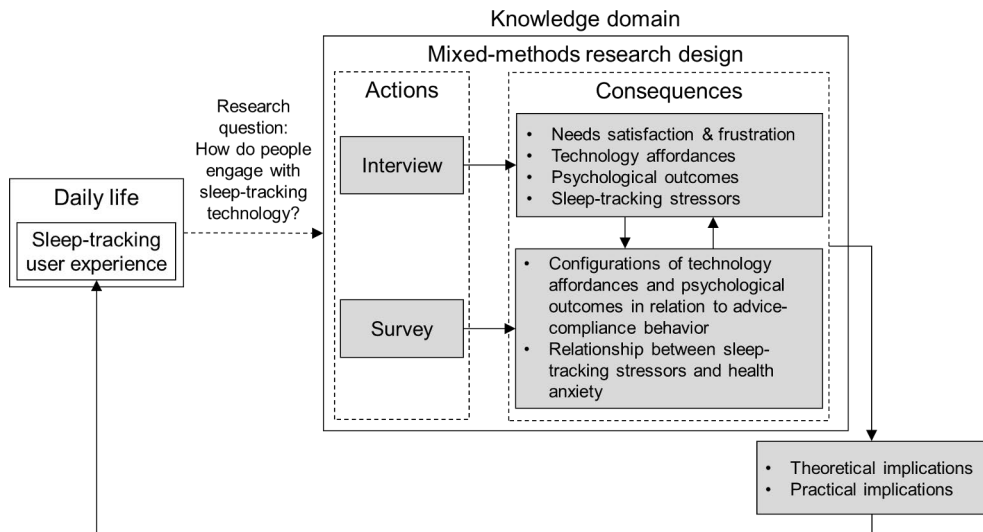 Knowledge domain
Mixed-methods research design
Actions
Consequences
Research
question:
How do people
engage with
sleep-tracking
technology?
Daily life
Sleep-tracking
user experience
Interview
• Needs satisfaction & frustration
• Technology affordances
• Psychological outcomes
• Sleep-tracking stressors
Survey
• Configurations of technology
affordances and psychological
outcomes in relation to advice-
compliance behavior
• Relationship between sleep-
tracking stressors and health
anxiety
• Theoretical implications
• Practical implications